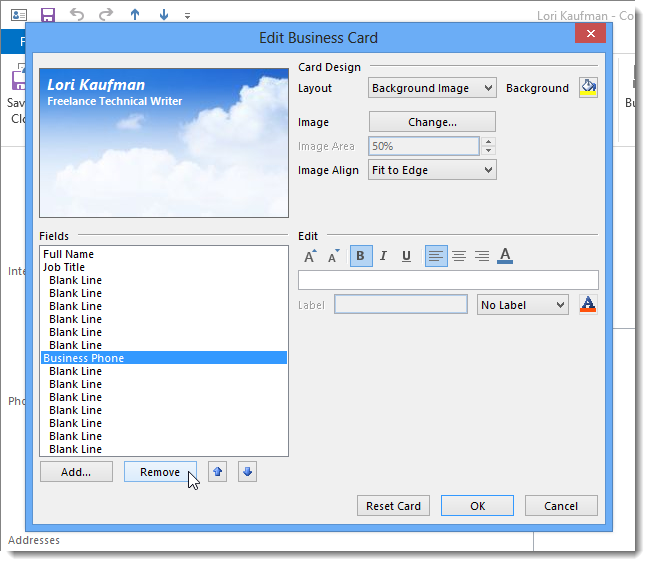 Lori Kaufman - Co
Edit Business Card
F
Save
Clo
Bu
Lori Kaufman
Freelance Technical Writer
Card Design
Layout Background Image Background
Image Change...
Image Area 50%
Image Align Fit to Edge
Fields
Full Name
Job Title
Blank Line
Blank Line
Blank Line
Blank Line
Blank Line
Blank Line
Business Phone
Blank Line
Blank Line
Blank Line
Blank Line
Blank Line
Blank Line
Blank Line
Edit
A A B I U A
Label No Label A
Inte
Pho
Add... Remove
Reset Card OK Cancel
Addresses